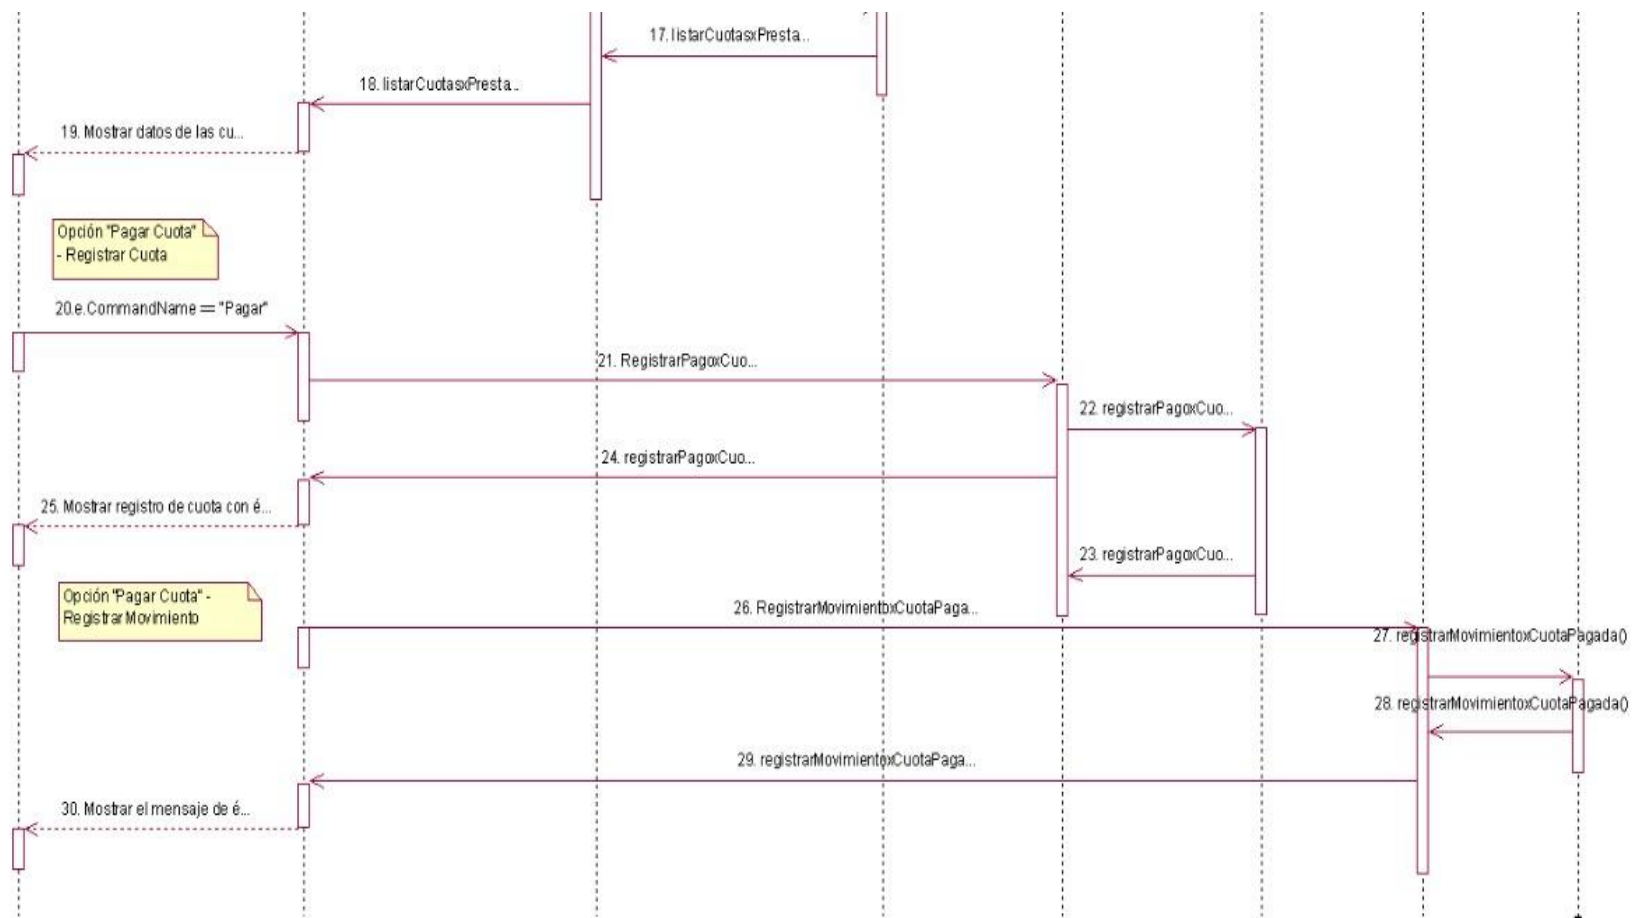 17. listarCuotasxPresta...
18. listarCuotasxPresta...
19. Mostrar datos de las cu...
Opción "Pagar Cuota"
- Registrar Cuota
20.e.CommandName == "Pagar"
21. RegistrarPagoxCuo...
22. registrarPagoxCuo...
24. registrarPagoxCuo...
25. Mostrar registro de cuota con é...
23. registrarPagoxCuo...
Opción "Pagar Cuota" -
Registrar Movimiento
26. RegistrarMovimientoxCuotaPaga...
27. registrarMovimientoxCuotaPagada()
28. registrarMovimientoxCuotaPagada()
29. registrarMovimientoxCuotaPaga...
30. Mostrar el mensaje de é...